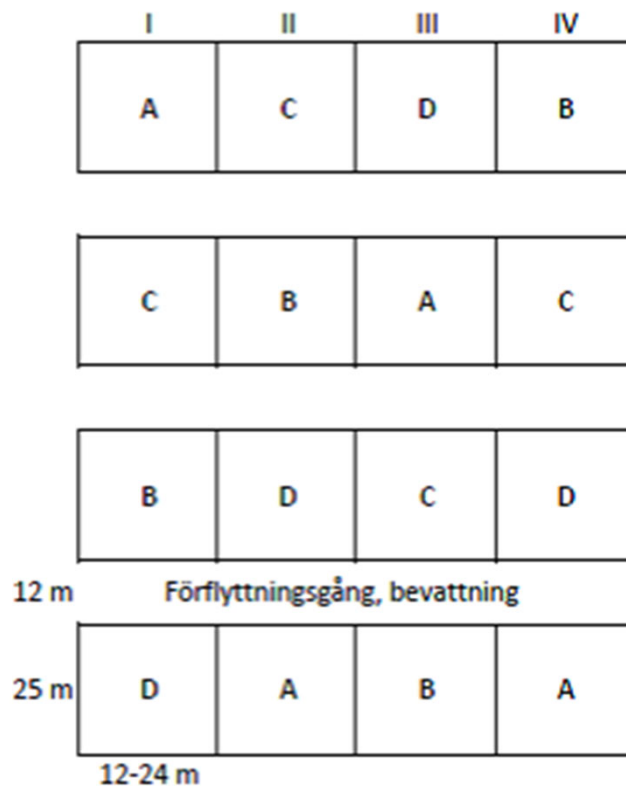 I II III IV
A C D B
C B A C
B D C D
12 m Förflyttningsgång, bevattning
25 m D A B A
12-24 m